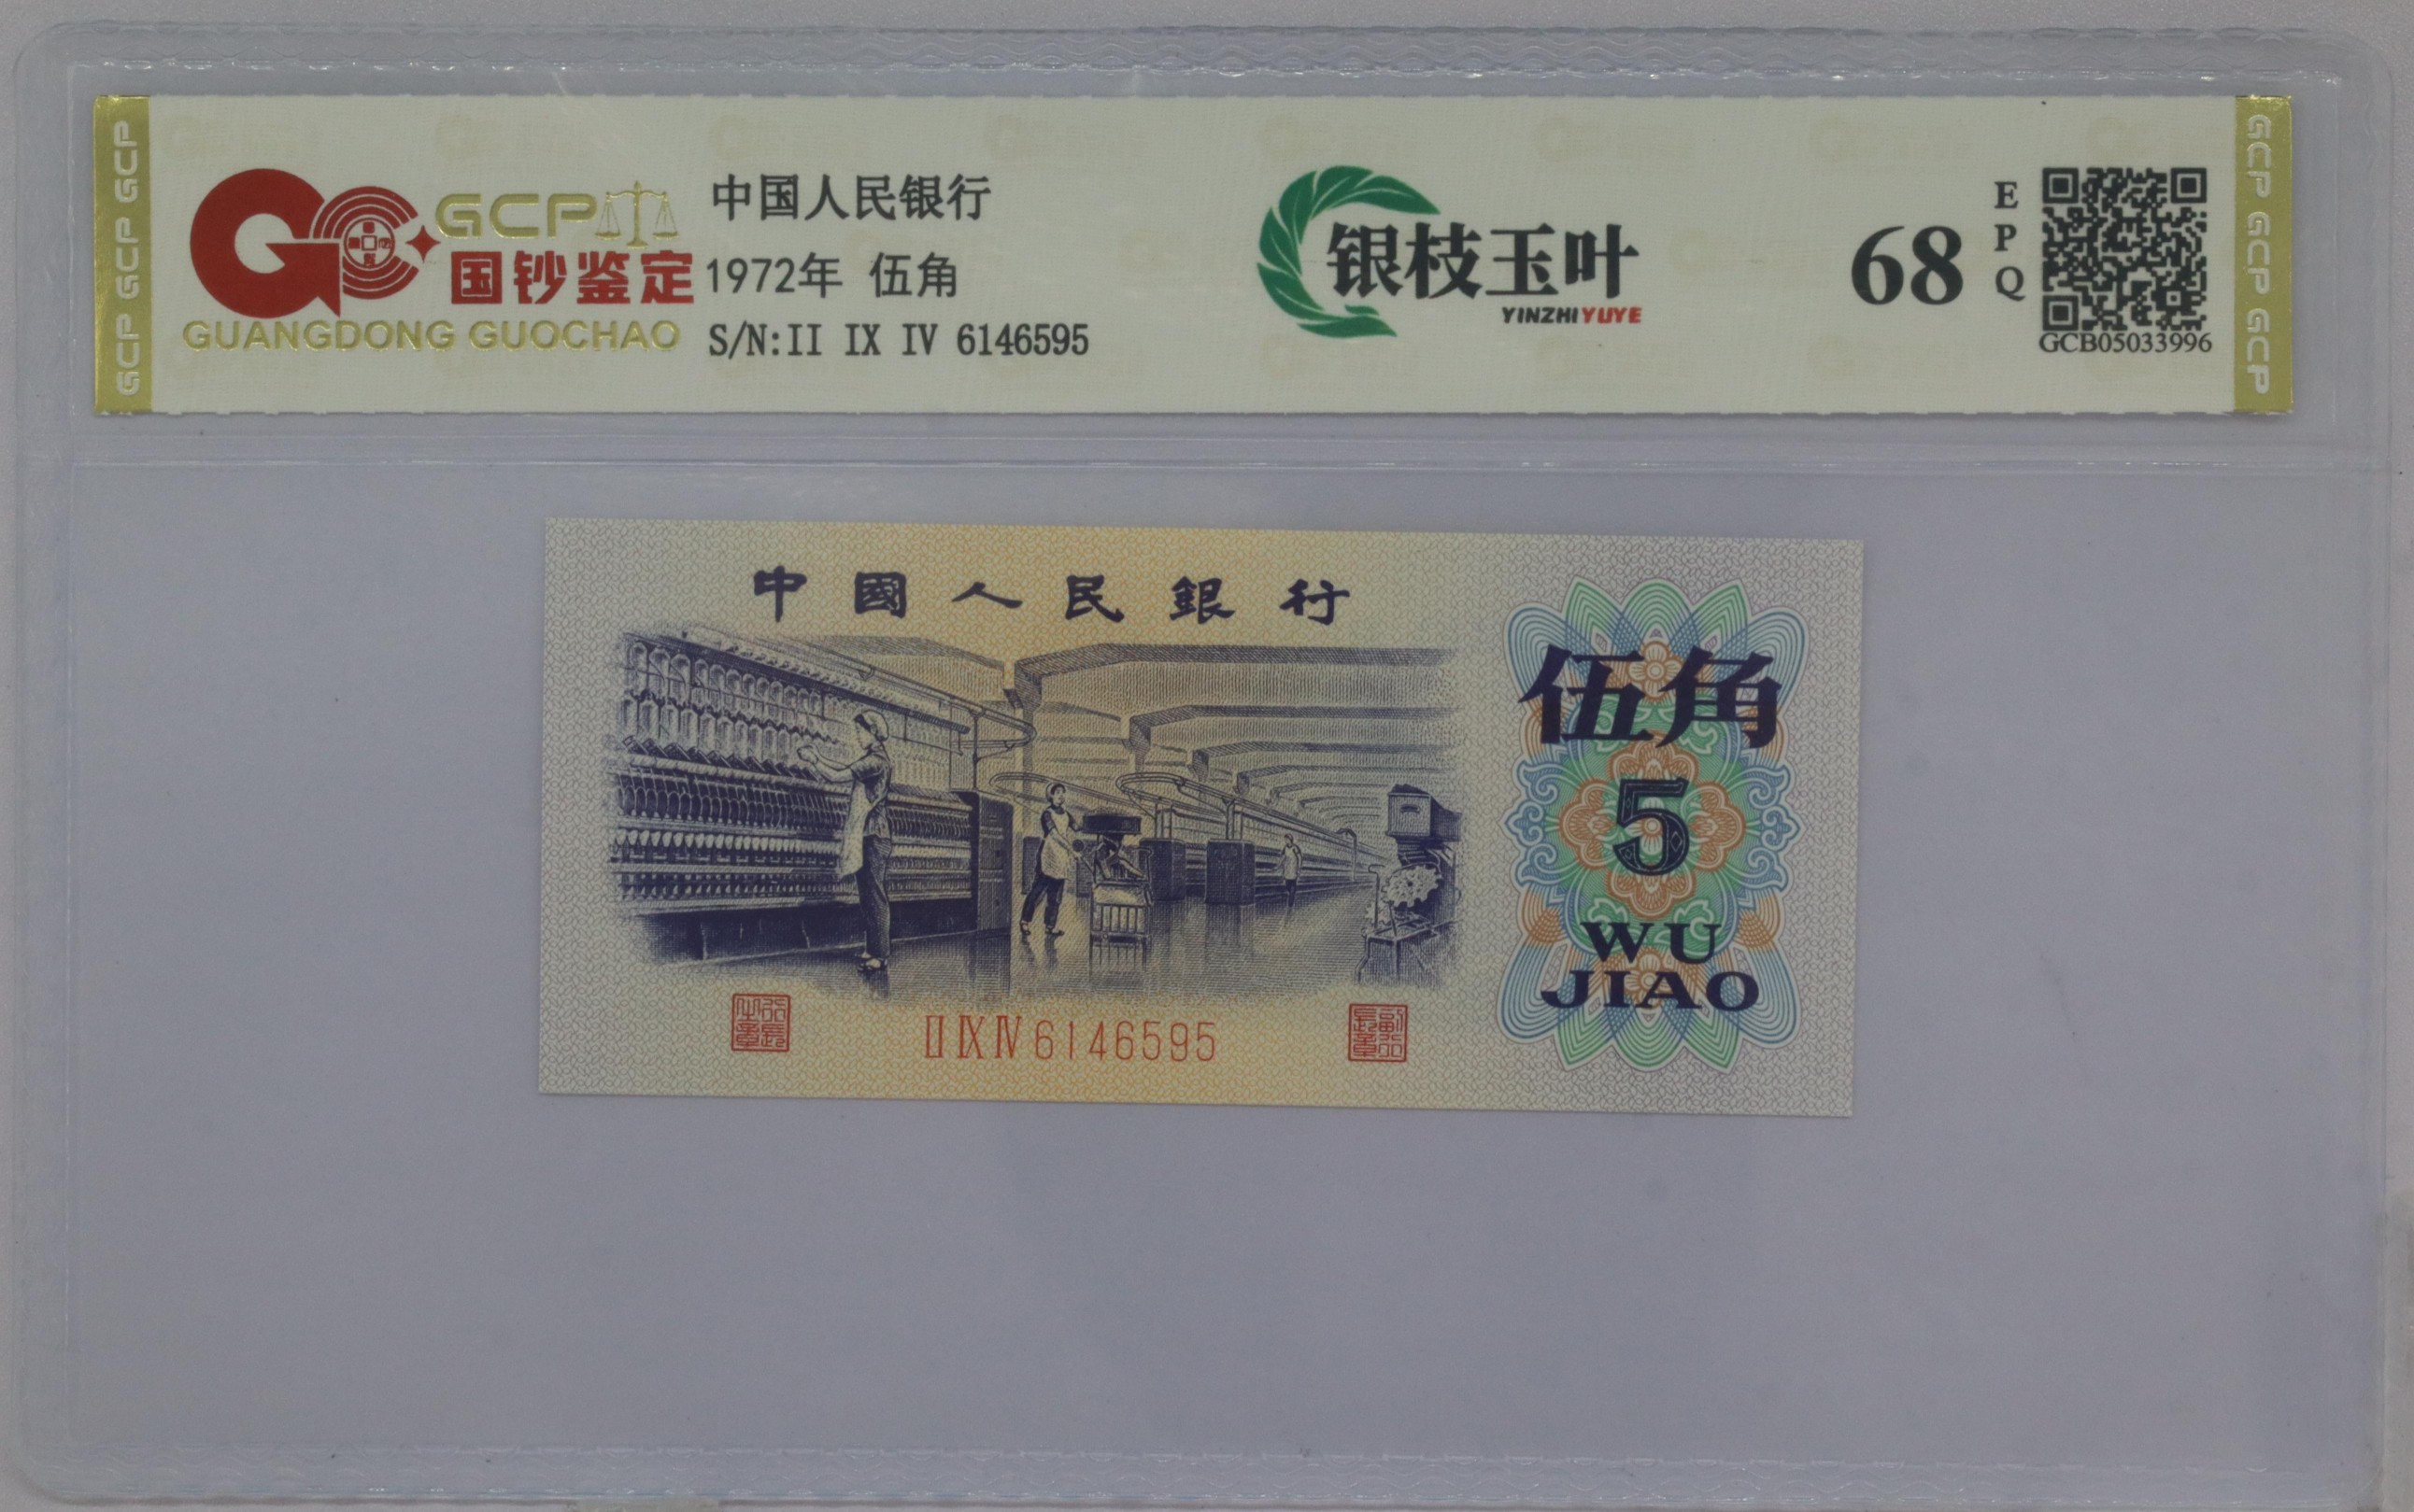 GCP GCP GCP
GCP
国钞鉴定
GUANGDONG GUOCHAO
中国人民银行
1972年 伍角
S/N:II IX IV 6146595
银枝玉叶
YINZHIYUYE
68
EPQ
GCB05033996
GCP GCP GCP
中國人民銀行
伍角
5
WU
JIAO
II IX IV 6146595